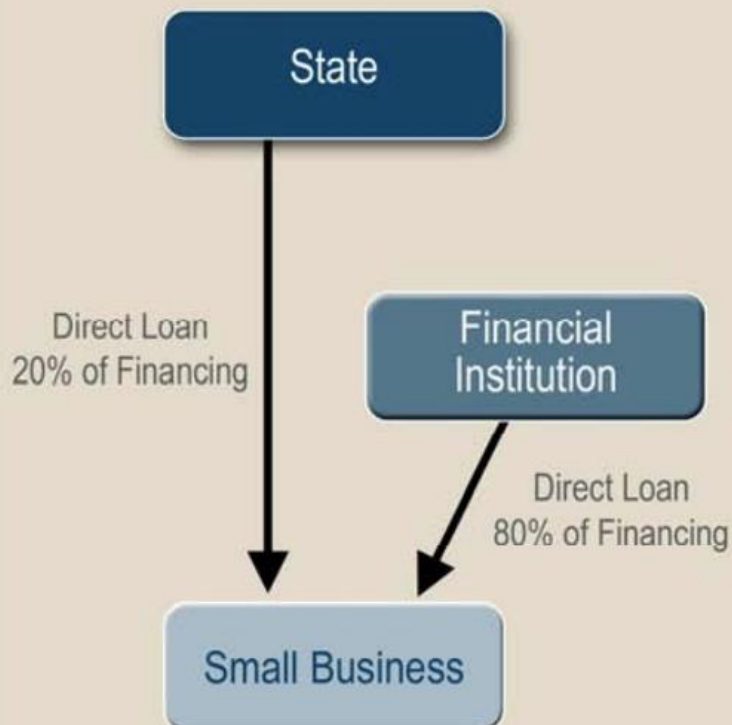 State
Direct Loan
20% of Financing
Financial
Institution
Direct Loan
80% of Financing
Small Business